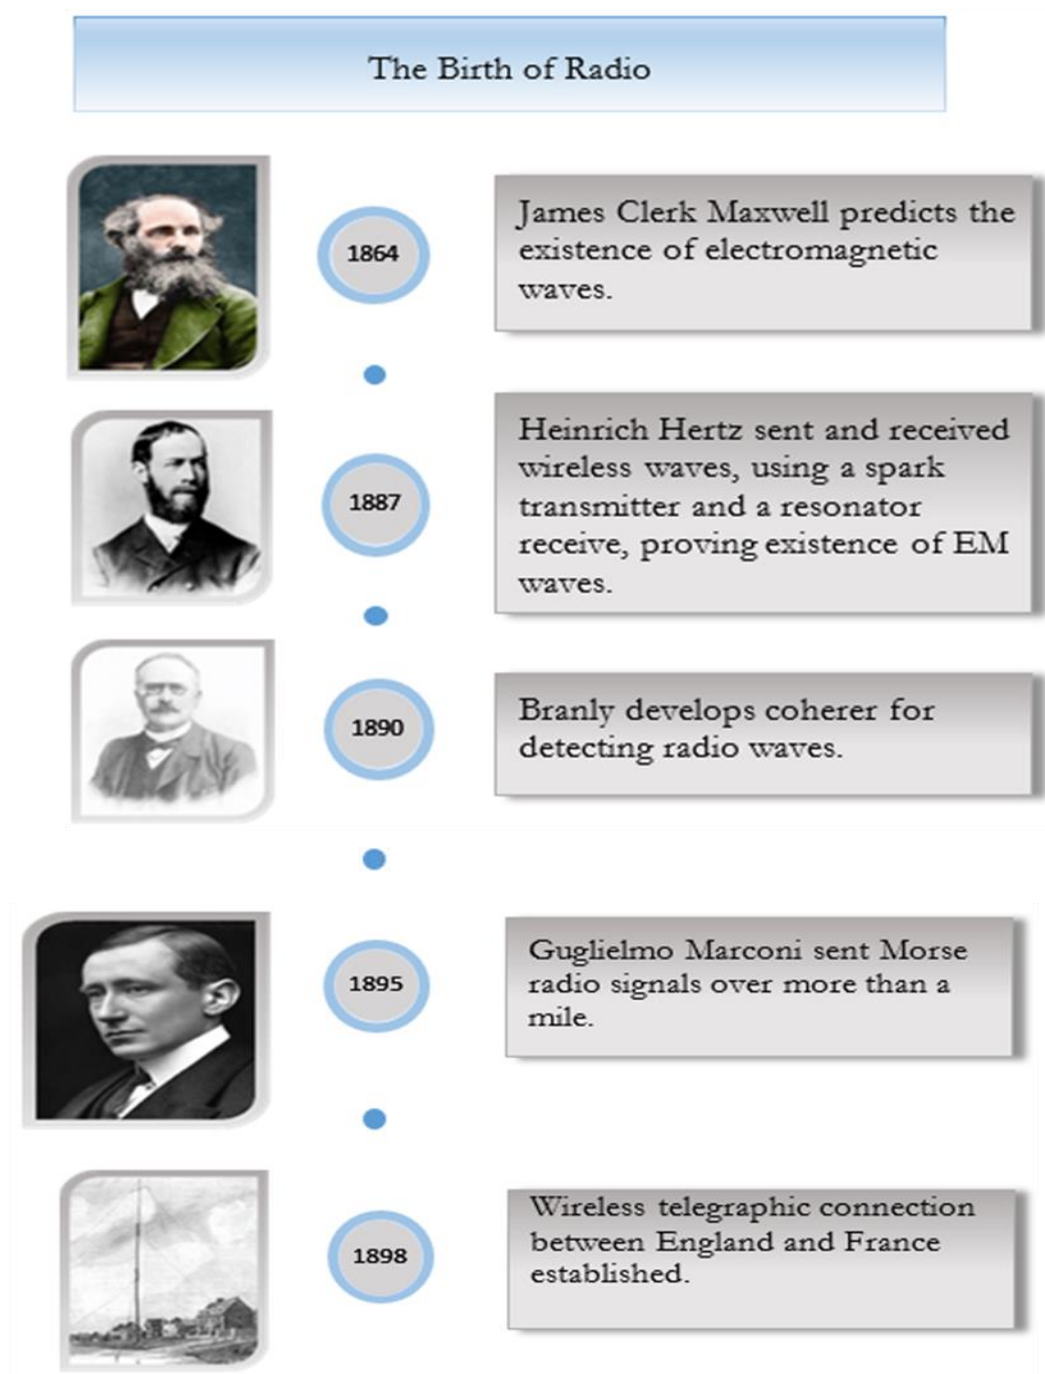 The Birth of Radio
1864
James Clerk Maxwell predicts the
existence of electromagnetic
waves.
1887
Heinrich Hertz sent and received
wireless waves, using a spark
transmitter and a resonator
receive, proving existence of EM
waves.
1890
Branly develops coherer for
detecting radio waves.
1895
Guglielmo Marconi sent Morse
radio signals over more than a
mile.
1898
Wireless telegraphic connection
between England and France
established.